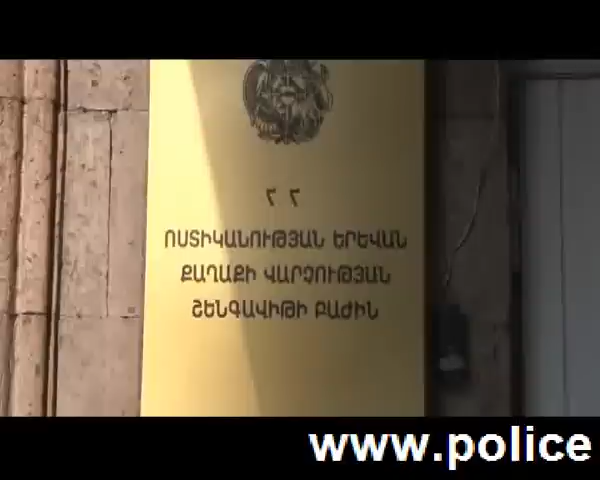 Հ Հ
ՈՍՏԻԿԱՆՈՒԹՅԱՆ ԵՐԵՎԱՆ
ՔԱՂԱՔԻ ՎԱՐՉՈՒԹՅԱՆ
ՇԵՆԳԱՎԻԹԻ ԲԱԺԻՆ
www.police